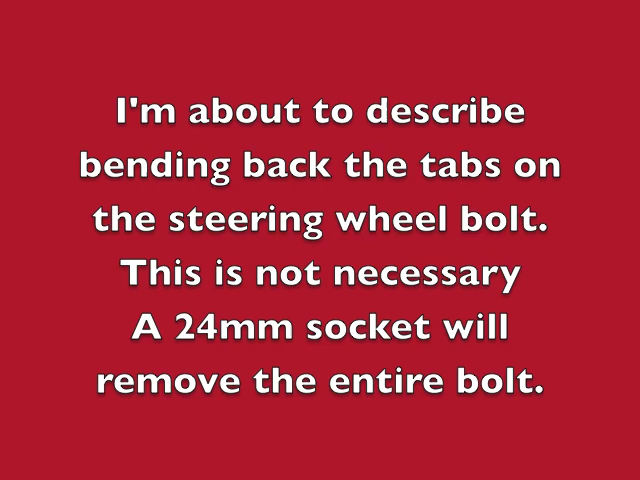 I'm about to describe
bending back the tabs on
the steering wheel bolt.
This is not necessary
A 24mm socket will
remove the entire bolt.